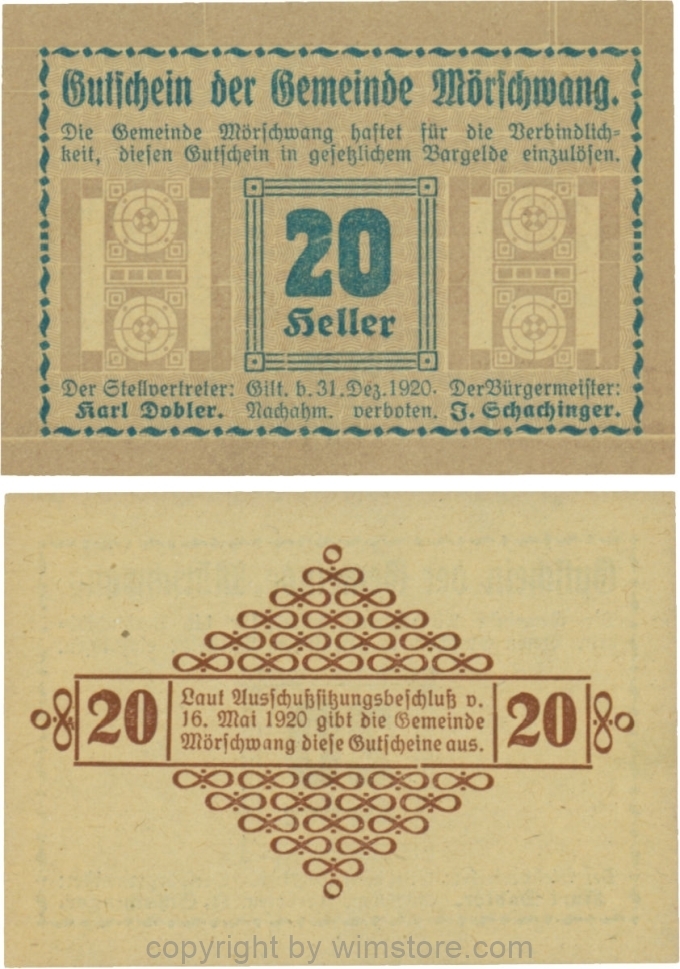 Gutschein der Gemeinde Mörschwang.
Die Gemeinde Mörschwang haftet für die Verbindlich=
keit, diesen Gutschein in gesetzlichem Bargelde einzulösen.
20
Heller
Der Stellvertreter: Gilt. b. 31. Dez. 1920. Der Bürgermeister:
Karl Dobler. Nachahm. verboten. J. Schachinger.
20
Laut Ausschußsitzungsbeschluß v.
16. Mai 1920 gibt die Gemeinde
Mörschwang diese Gutscheine aus.
20
copyright by wimstore.com